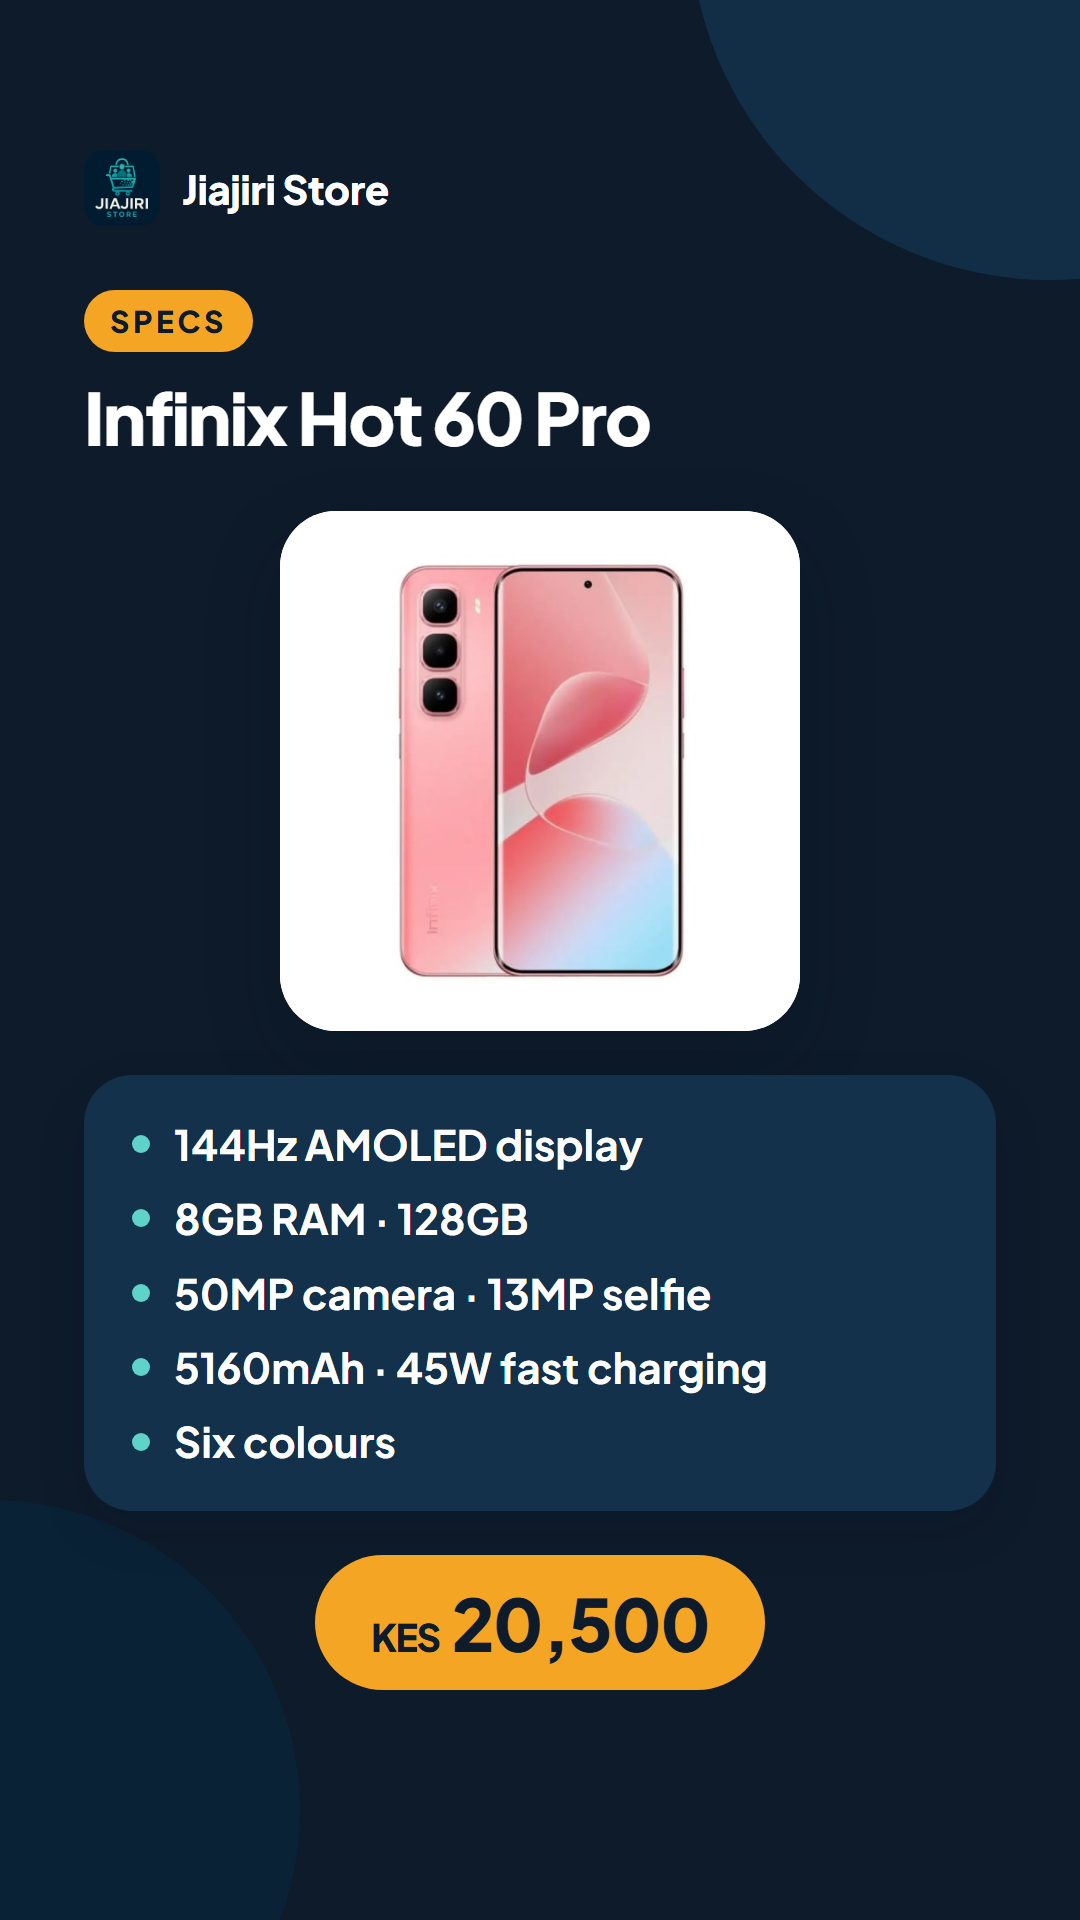 JIAJIRI
STORE
Jiajiri Store
SPECS
Infinix Hot 60 Pro
Infinix
144Hz AMOLED display
8GB RAM · 128GB
50MP camera · 13MP selfie
5160mAh · 45W fast charging
Six colours
KES 20,500